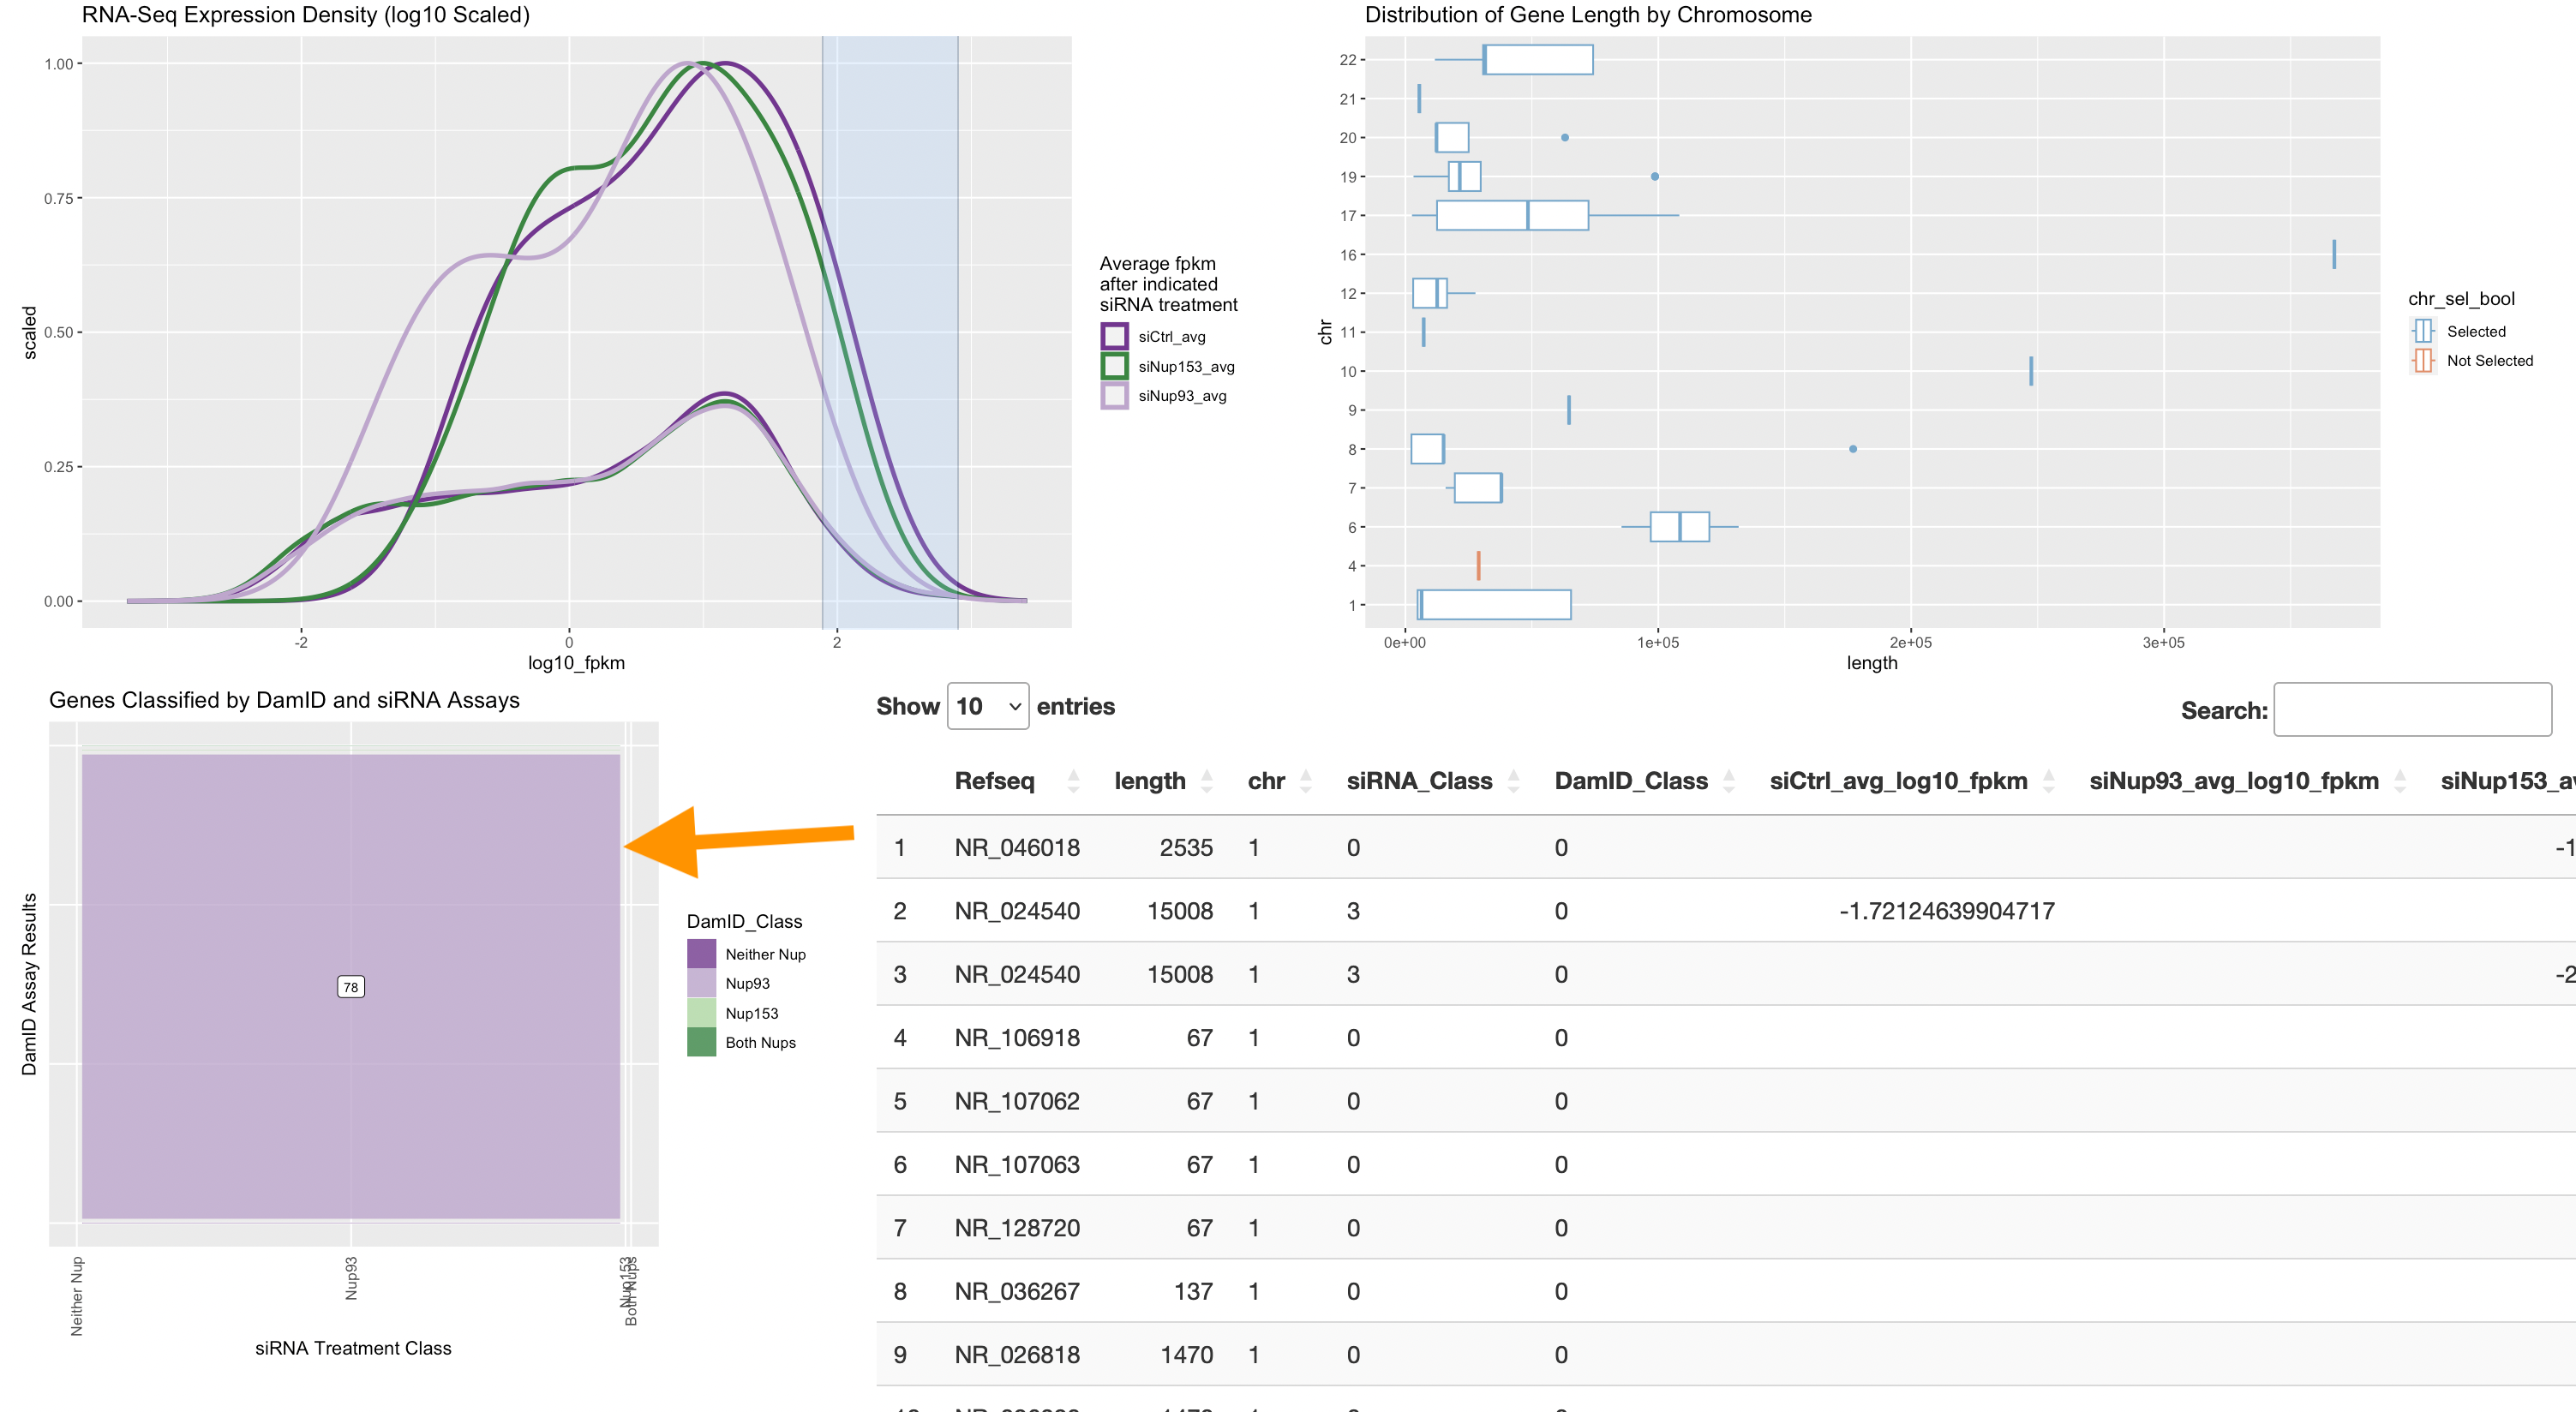 RNA-Seq Expression Density (log10 Scaled)
1.00
0.75
0.50
0.25
0.00
scaled
-2
0
2
log10_fpkm
Average fpkm
after indicated
siRNA treatment
siCtrl_avg
siNup153_avg
siNup93_avg
Distribution of Gene Length by Chromosome
22
21
20
19
17
16
12
11
10
9
8
7
6
4
1
chr
0e+00
1e+05
2e+05
3e+05
length
chr_sel_bool
Selected
Not Selected
Genes Classified by DamID and siRNA Assays
DamID Assay Results
78
Neither Nup
Nup93
Nup153
Both Nups
siRNA Treatment Class
DamID_Class
Neither Nup
Nup93
Nup153
Both Nups
Show 10 entries
Search:
Refseq length chr siRNA_Class DamID_Class siCtrl_avg_log10_fpkm siNup93_avg_log10_fpkm siNup153_av
1 NR_046018 2535 1 0 0 -1
2 NR_024540 15008 1 3 0 -1.72124639904717
3 NR_024540 15008 1 3 0 -2
4 NR_106918 67 1 0 0
5 NR_107062 67 1 0 0
6 NR_107063 67 1 0 0
7 NR_128720 67 1 0 0
8 NR_036267 137 1 0 0
9 NR_026818 1470 1 0 0